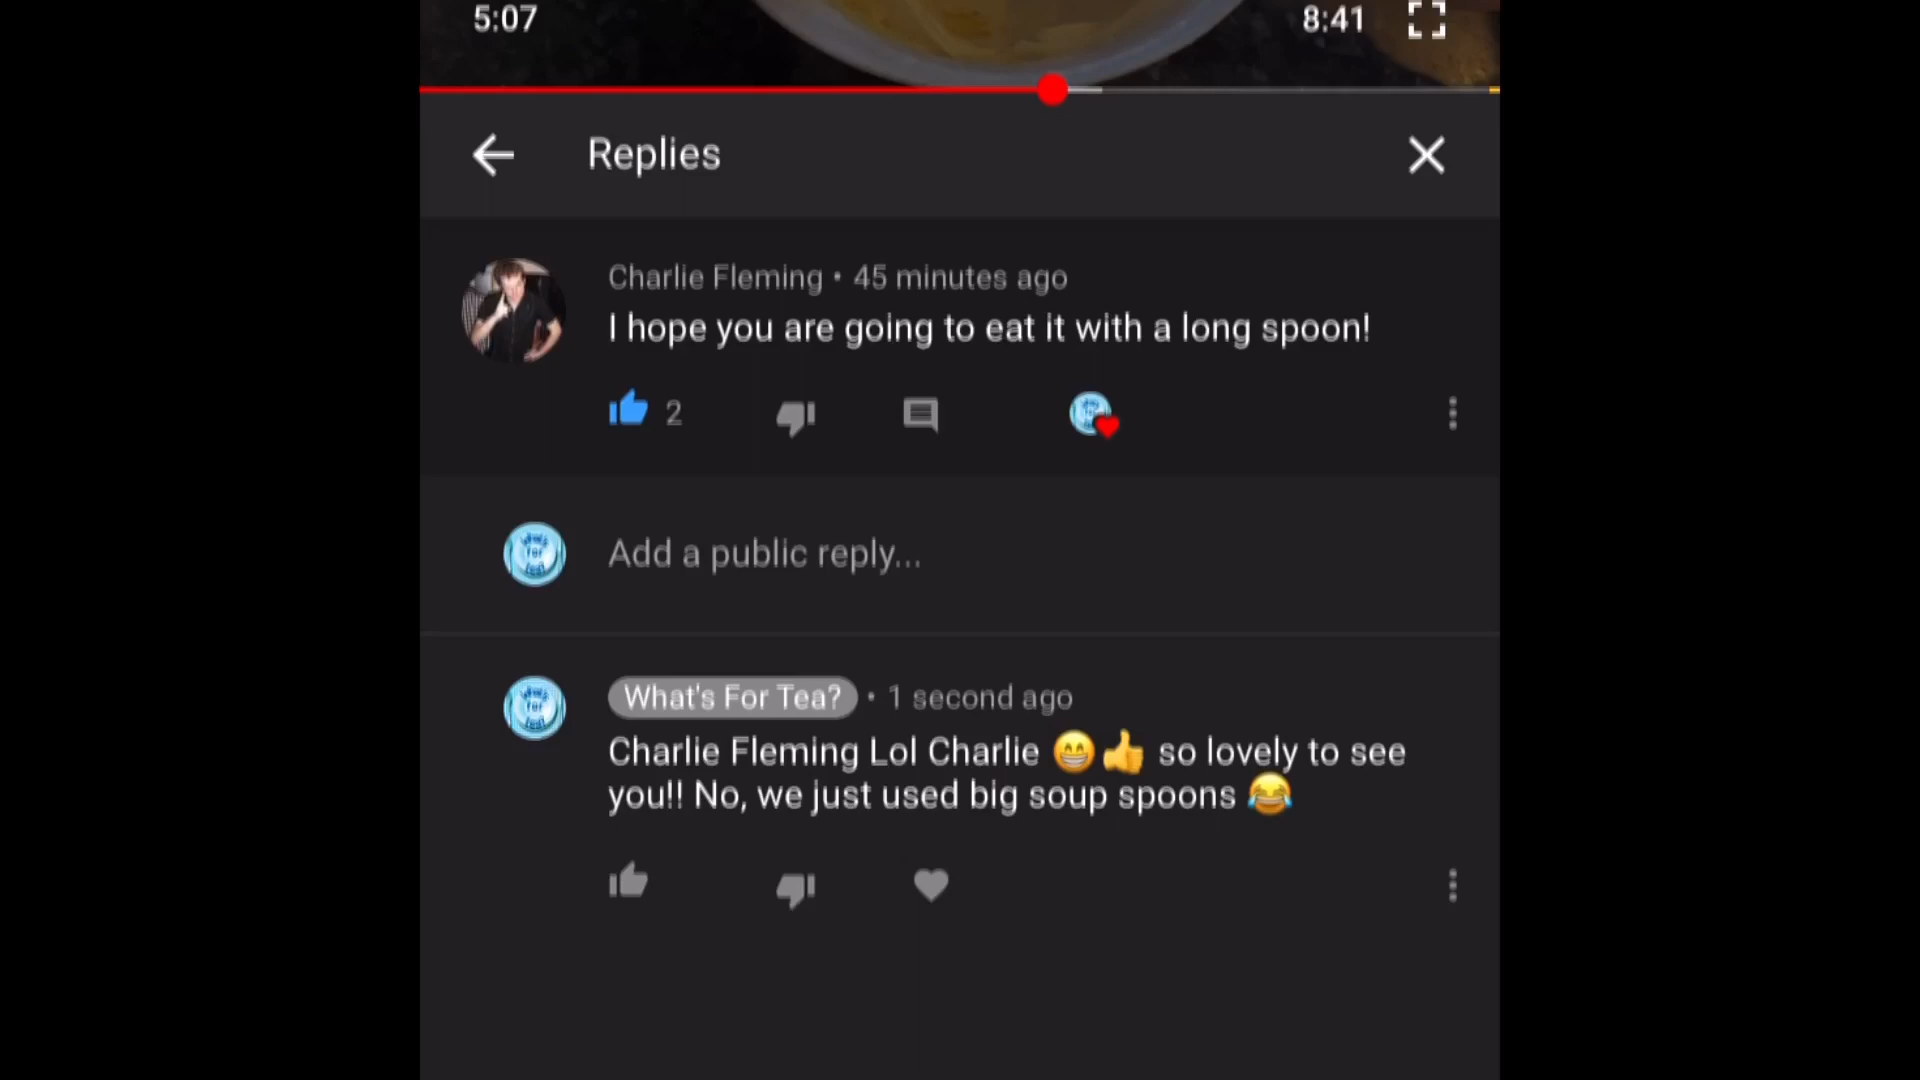 5:07 8:41
Replies
Charlie Fleming • 45 minutes ago
I hope you are going to eat it with a long spoon!
2
Add a public reply...
What's For Tea? • 1 second ago
Charlie Fleming Lol Charlie 😁👍 so lovely to see
you!! No, we just used big soup spoons 😂